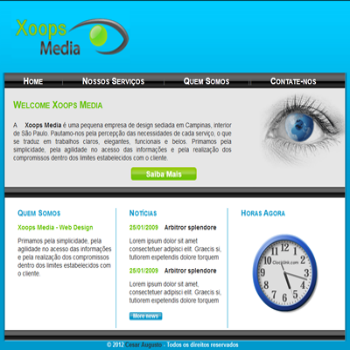 Xoops
Media
HOME
NOSSOS SERVIÇOS
QUEM SOMOS
CONTATE-NOS
WELCOME XOOPS MEDIA
A Xoops Media é uma pequena empresa de design sediada em Campinas, interior
de São Paulo. Pautamo-nos pela percepção das necessidades de cada serviço, o que
se traduz em trabalhos claros, elegantes, funcionais e belos. Primamos pela
simplicidade, pela agilidade no acesso das informações e pela realização dos
compromissos dentro dos limites estabelecidos com o cliente.
Saiba Mais
QUEM SOMOS
Xoops Media - Web Design
Primamos pela simplicidade, pela
agilidade no acesso das informações
e pela realização dos compromissos
dentro dos limites estabelecidos com
o cliente.
NOTÍCIAS
26/01/2009 Arbitror splendore
Lorem ipsum dolor sit amet,
consectetuer adipisci elit. Graecis si,
futurem expelendis dolore torquem
26/01/2009 Arbitror splendore
Lorem ipsum dolor sit amet,
consectetuer adipisci elit. Graecis si,
futurem expelendis dolore torquem
More news
HORAS AGORA
© 2012 Cesar Augusto - Todos os direitos reservados